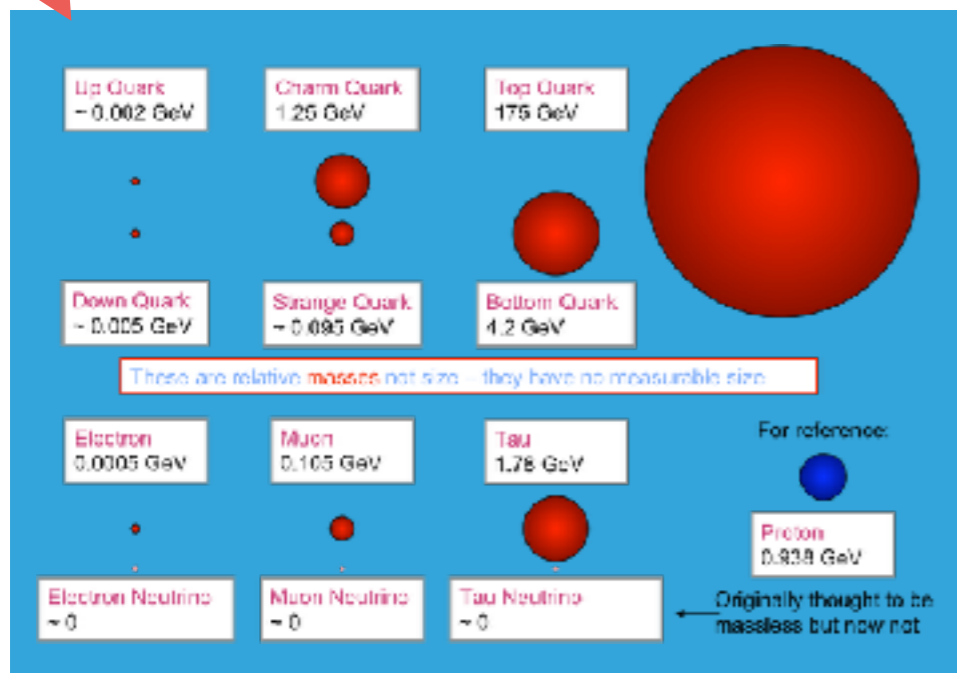 Up Quark
~ 0.002 GeV
Charm Quark
1.25 GeV
Top Quark
175 GeV
Down Quark
~ 0.005 GeV
Strange Quark
~ 0.095 GeV
Bottom Quark
4.2 GeV
These are relative masses not size – they have no measurable size
Electron
0.0005 GeV
Muon
0.105 GeV
Tau
1.78 GeV
For reference:
Proton
0.938 GeV
Electron Neutrino
~ 0
Muon Neutrino
~ 0
Tau Neutrino
~ 0
Originally thought to be
massless but now not